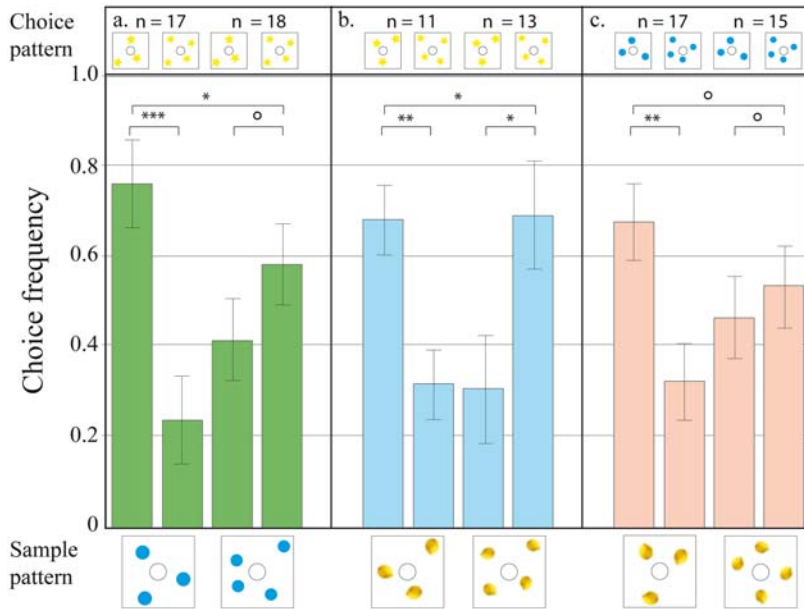 Choice pattern
a. n = 17 n = 18
b. n = 11 n = 13
c. n = 17 n = 15
Choice frequency
1.0
0.8
0.6
0.4
0.2
0
*
*** o
*
** *
o
** o
Sample pattern